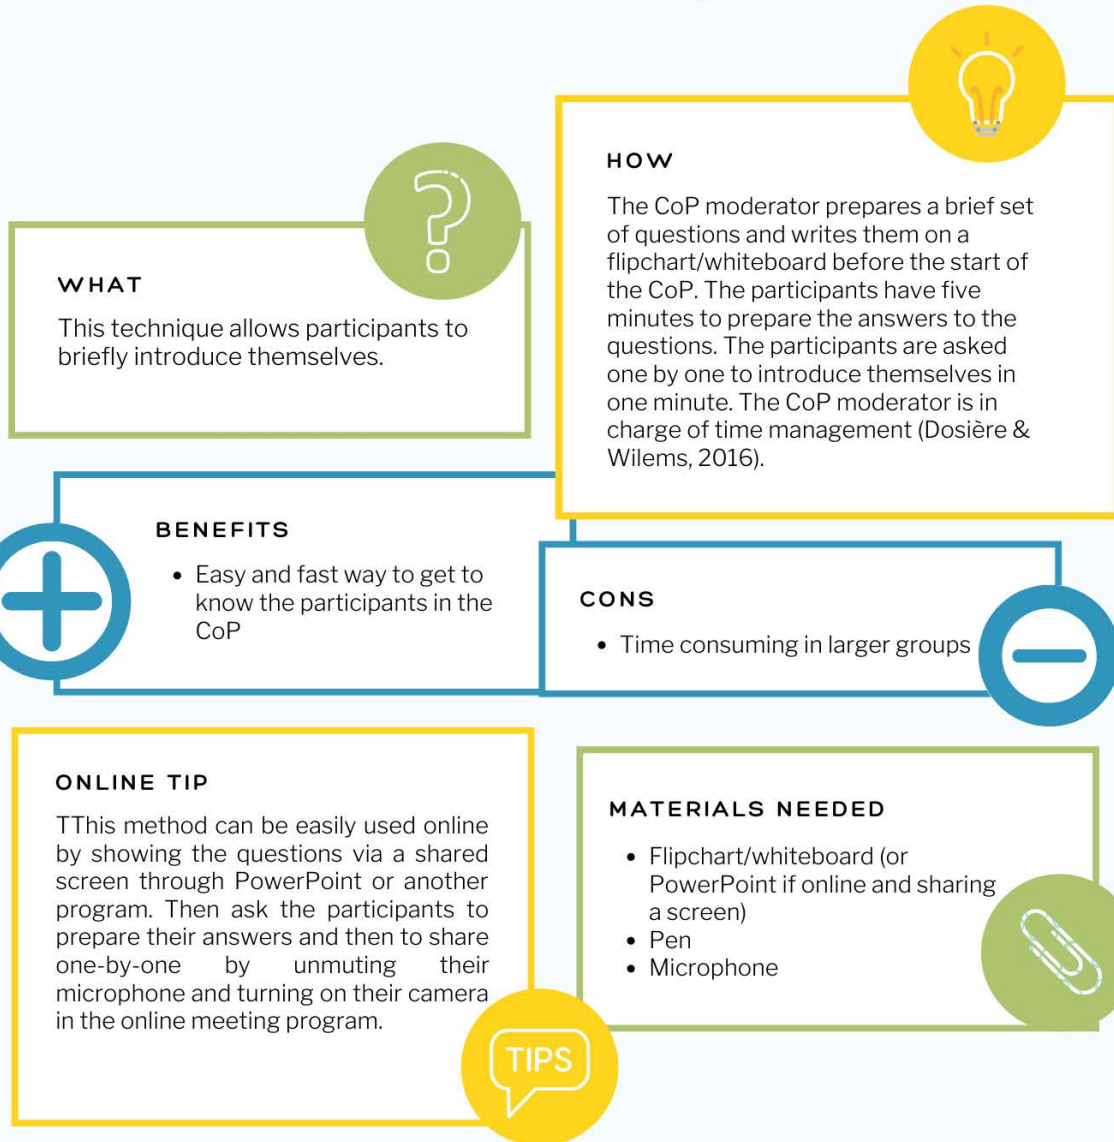 WHAT
This technique allows participants to
briefly introduce themselves.
HOW
The CoP moderator prepares a brief set
of questions and writes them on a
flipchart/whiteboard before the start of
the CoP. The participants have five
minutes to prepare the answers to the
questions. The participants are asked
one by one to introduce themselves in
one minute. The CoP moderator is in
charge of time management (Dosière &
Wilems, 2016).
BENEFITS
• Easy and fast way to get to
know the participants in the
CoP
CONS
• Time consuming in larger groups
ONLINE TIP
TThis method can be easily used online
by showing the questions via a shared
screen through PowerPoint or another
program. Then ask the participants to
prepare their answers and then to share
one-by-one by unmuting their
microphone and turning on their camera
in the online meeting program.
TIPS
MATERIALS NEEDED
• Flipchart/whiteboard (or
PowerPoint if online and sharing
a screen)
• Pen
• Microphone